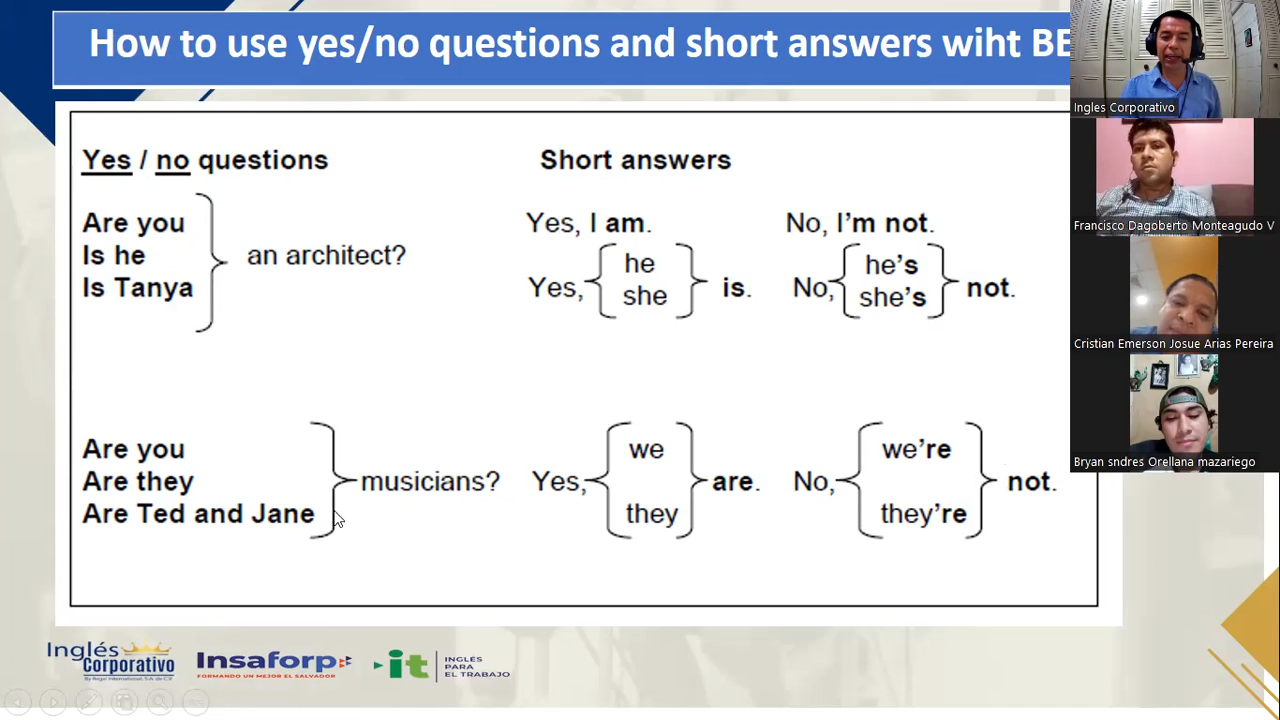 How to use yes/no questions and short answers wiht BE
Yes / no questions
Short answers
Are you
Is he
Is Tanya
an architect?
Yes, I am.
No, I'm not.
Yes,
he
she
is.
No,
he's
she's
not.
Are you
Are they
Are Ted and Jane
musicians?
Yes,
we
they
are.
No,
we're
they're
not.
Inglés
Corporativo
Insaforp
FORMANDO UN MEJOR EL SALVADOR
it
INGLÉS
PARA
EL TRABAJO
Ingles Corporativo
Francisco Dagoberto Monteagudo V
Cristian Emerson Josue Arias Pereira
Bryan sndres Orellana mazariego